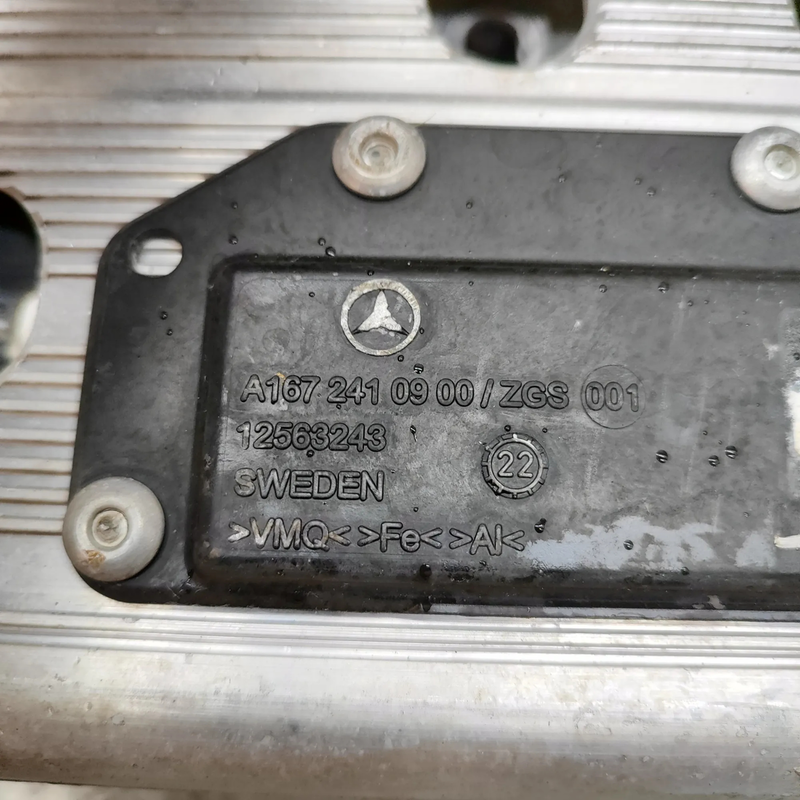 A167 241 09 00 / ZGS 001
12563243
SWEDEN 22
>VMQ< >Fe< >Al<